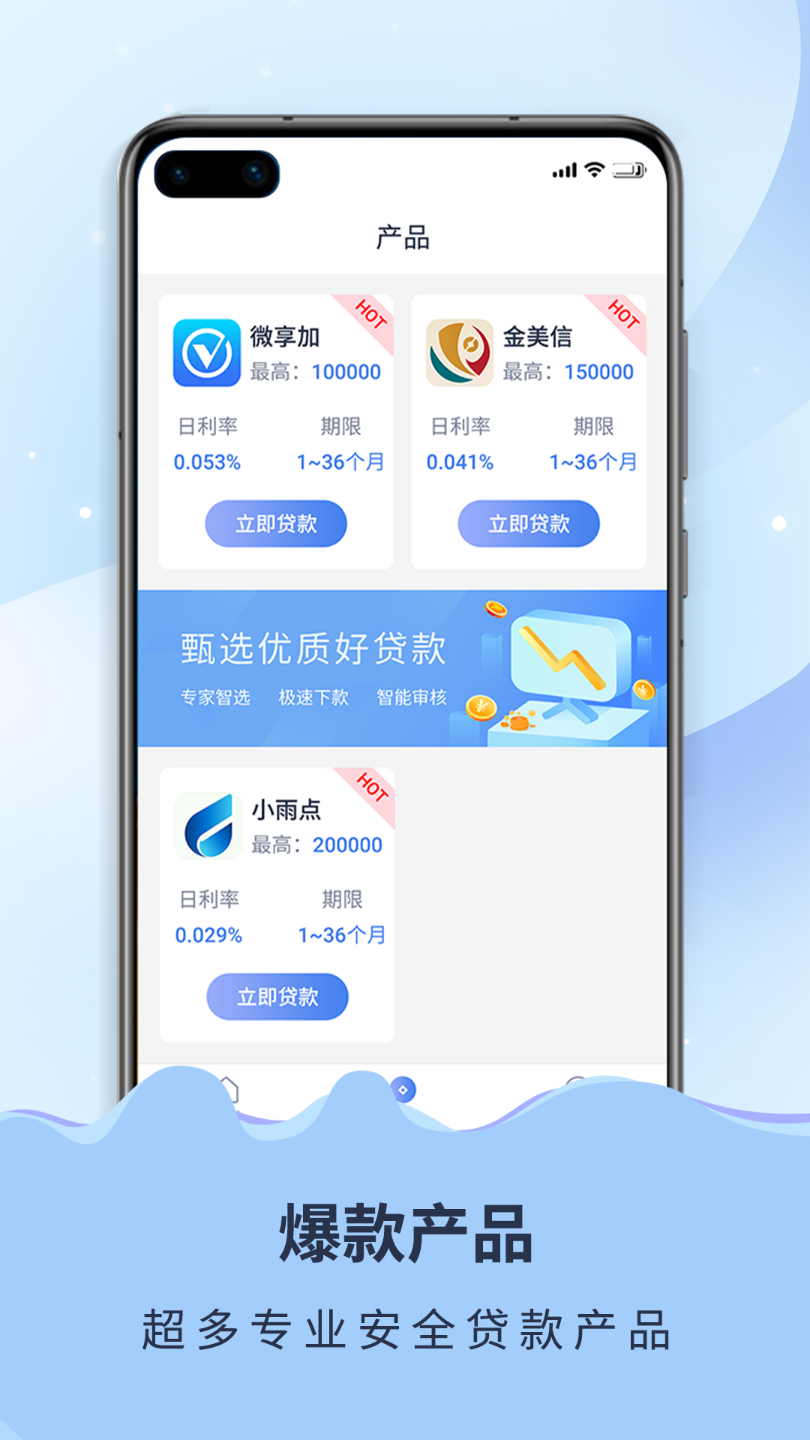 产品
HOT
微享加
最高：100000
日利率 期限
0.053% 1~36个月
立即贷款
HOT
金美信
最高：150000
日利率 期限
0.041% 1~36个月
立即贷款
甄选优质好贷款
专家智选 极速下款 智能审核
HOT
小雨点
最高：200000
日利率 期限
0.029% 1~36个月
立即贷款
爆款产品
超多专业安全贷款产品